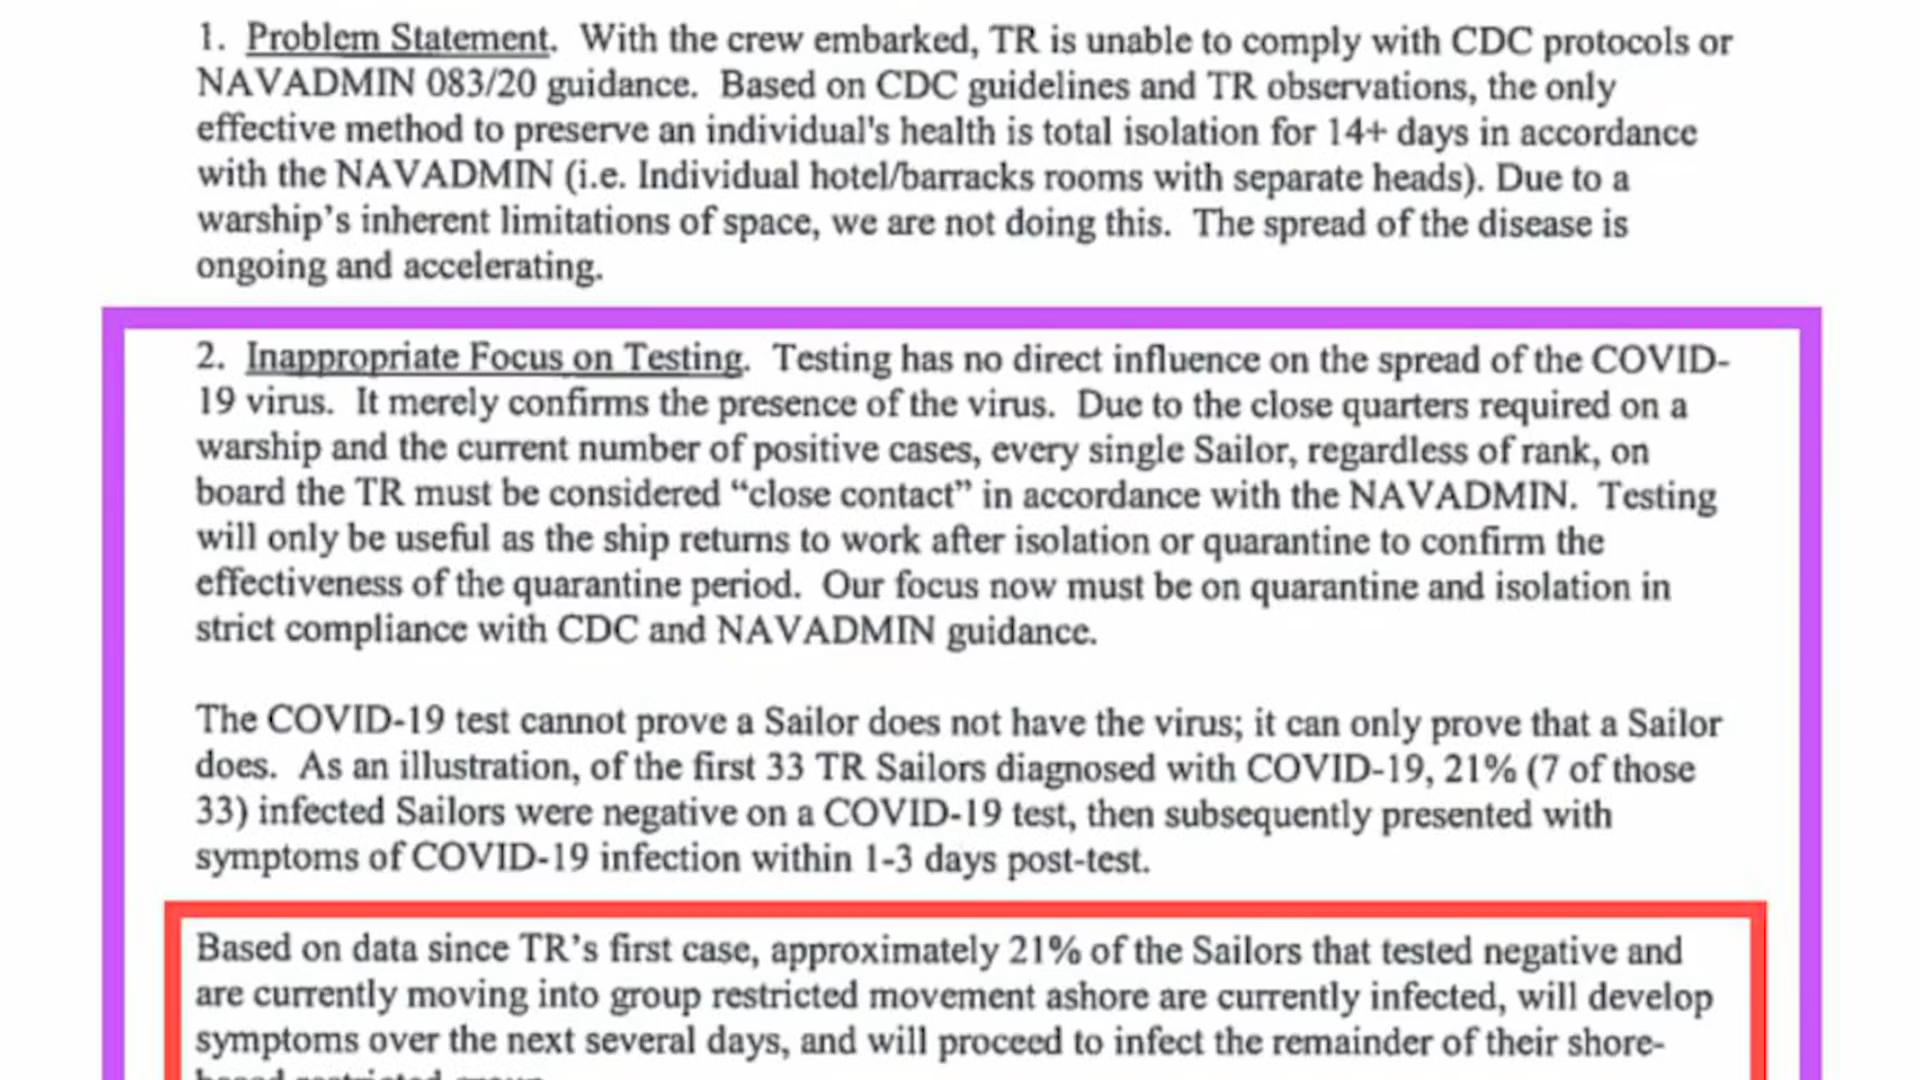 1. Problem Statement. With the crew embarked, TR is unable to comply with CDC protocols or
NAVADMIN 083/20 guidance. Based on CDC guidelines and TR observations, the only
effective method to preserve an individual's health is total isolation for 14+ days in accordance
with the NAVADMIN (i.e. Individual hotel/barracks rooms with separate heads). Due to a
warship’s inherent limitations of space, we are not doing this. The spread of the disease is
ongoing and accelerating.
2. Inappropriate Focus on Testing. Testing has no direct influence on the spread of the COVID-
19 virus. It merely confirms the presence of the virus. Due to the close quarters required on a
warship and the current number of positive cases, every single Sailor, regardless of rank, on
board the TR must be considered “close contact” in accordance with the NAVADMIN. Testing
will only be useful as the ship returns to work after isolation or quarantine to confirm the
effectiveness of the quarantine period. Our focus now must be on quarantine and isolation in
strict compliance with CDC and NAVADMIN guidance.
The COVID-19 test cannot prove a Sailor does not have the virus; it can only prove that a Sailor
does. As an illustration, of the first 33 TR Sailors diagnosed with COVID-19, 21% (7 of those
33) infected Sailors were negative on a COVID-19 test, then subsequently presented with
symptoms of COVID-19 infection within 1-3 days post-test.
Based on data since TR’s first case, approximately 21% of the Sailors that tested negative and
are currently moving into group restricted movement ashore are currently infected, will develop
symptoms over the next several days, and will proceed to infect the remainder of their shore-